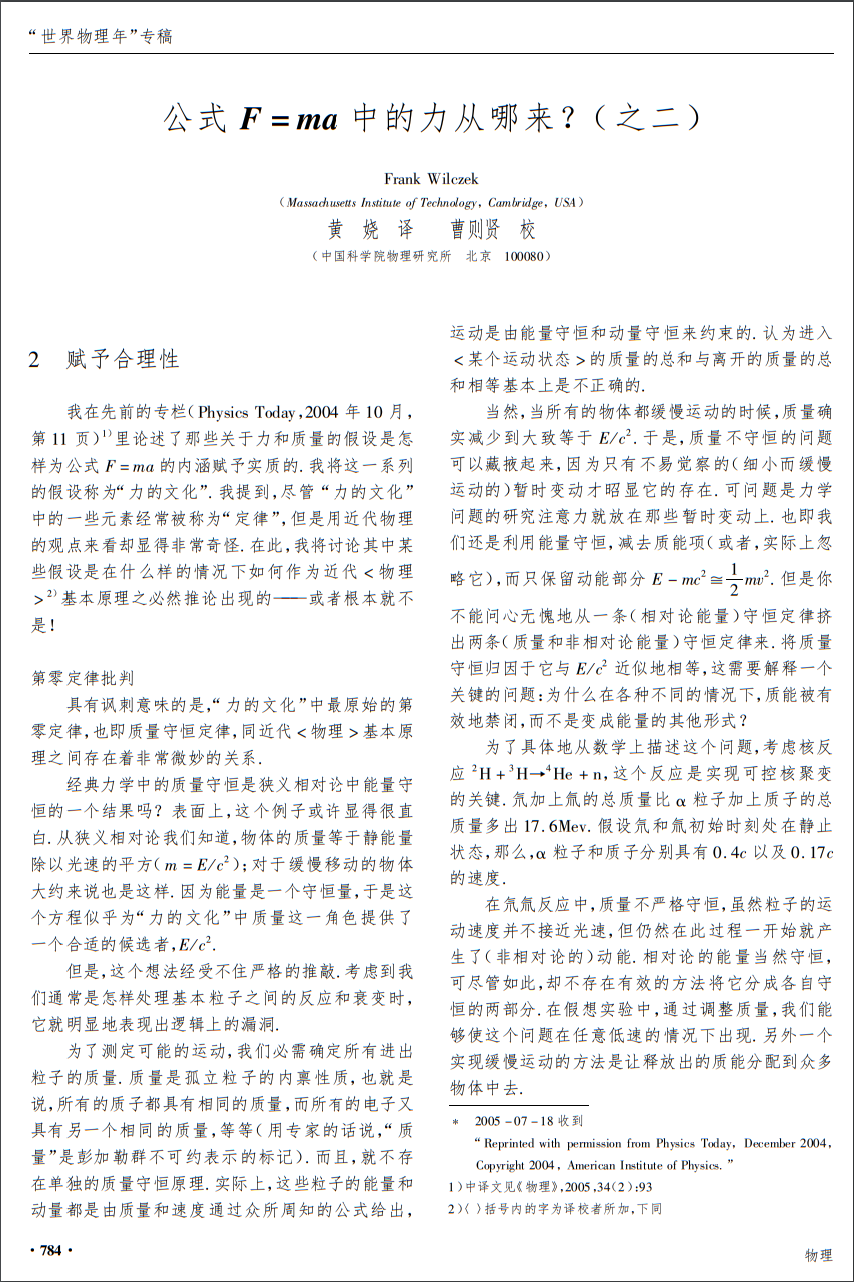 “世界物理年”专稿
公式 F = ma 中的力从哪来?(之二)
Frank Wilczek
(Massachusetts Institute of Technology, Cambridge, USA)
黄 娆 译 曹则贤 校
(中国科学院物理研究所 北京 100080)
2 赋予合理性
我在先前的专栏(Physics Today,2004 年 10 月,
第 11 页)1)里论述了那些关于力和质量的假设是怎
样为公式 F = ma 的内涵赋予实质的. 我将这一系列
的假设称为“力的文化”. 我提到,尽管“力的文化”
中的一些元素经常被称为“定律”,但是用近代物理
的观点来看却显得非常奇怪. 在此,我将讨论其中某
些假设是在什么样的情况下如何作为近代<物理
>2)基本原理之必然推论出现的——或者根本就不
是!
第零定律批判
具有讽刺意味的是,“力的文化”中最原始的第
零定律,也即质量守恒定律,同近代<物理>基本原
理之间存在着非常微妙的关系.
经典力学中的质量守恒是狭义相对论中能量守
恒的一个结果吗? 表面上,这个例子或许显得很直
白. 从狭义相对论我们知道,物体的质量等于静能量
除以光速的平方(m = E/c2);对于缓慢移动的物体
大约来说也是这样. 因为能量是一个守恒量,于是这
个方程似乎为“力的文化”中质量这一角色提供了
一个合适的候选者,E/c2.
但是,这个想法经受不住严格的推敲. 考虑到我
们通常是怎样处理基本粒子之间的反应和衰变时,
它就明显地表现出逻辑上的漏洞.
为了测定可能的运动,我们必需确定所有进出
粒子的质量. 质量是孤立粒子的内禀性质,也就是
说,所有的质子都具有相同的质量,而所有的电子又
具有另一个相同的质量,等等(用专家的话说,“质
量”是彭加勒群不可约表示的标记). 而且,就不存
在单独的质量守恒原理. 实际上,这些粒子的能量和
动量都是由质量和速度通过众所周知的公式给出,
运动是由能量守恒和动量守恒来约束的. 认为进入
<某个运动状态>的质量的总和与离开的质量的总
和相等基本上是不正确的.
当然,当所有的物体都缓慢运动的时候,质量确
实减少到大致等于 E/c2. 于是,质量不守恒的问题
可以藏掖起来,因为只有不易觉察的(细小而缓慢
运动的)暂时变动才昭显它的存在. 可问题是力学
问题的研究注意力就放在那些暂时变动上. 也即我
们还是利用能量守恒,减去质能项(或者,实际上忽
略它),而只保留动能部分 E - mc2 ≅ 1/2 mv2. 但是你
不能问心无愧地从一条(相对论能量)守恒定律挤
出两条(质量和非相对论能量)守恒定律来. 将质量
守恒归因于它与 E/c2 近似地相等,这需要解释一个
关键的问题:为什么在各种不同的情况下,质能被有
效地禁闭,而不是变成能量的其他形式?
为了具体地从数学上描述这个问题,考虑核反
应 2H + 3H→4He + n,这个反应是实现可控核聚变
的关键. 氘加上氚的总质量比 α 粒子加上质子的总
质量多出 17.6Mev. 假设氘和氚初始时刻处在静止
状态,那么,α 粒子和质子分别具有 0.4c 以及 0.17c
的速度.
在氘氚反应中,质量不严格守恒,虽然粒子的运
动速度并不接近光速,但仍然在此过程一开始就产
生了(非相对论的)动能. 相对论的能量当然守恒,
可尽管如此,却不存在有效的方法将它分成各自守
恒的两部分. 在假想实验中,通过调整质量,我们能
够使这个问题在任意低速的情况下出现. 另外一个
实现缓慢运动的方法是让释放出的质能分配到众多
物体中去.
* 2005-07-18 收到
“Reprinted with permission from Physics Today, December 2004,
Copyright 2004, American Institute of Physics.”
1)中译文见《物理》,2005,34(2):93
2)〈〉括号内的字为译校者所加,下同
·784·
物理